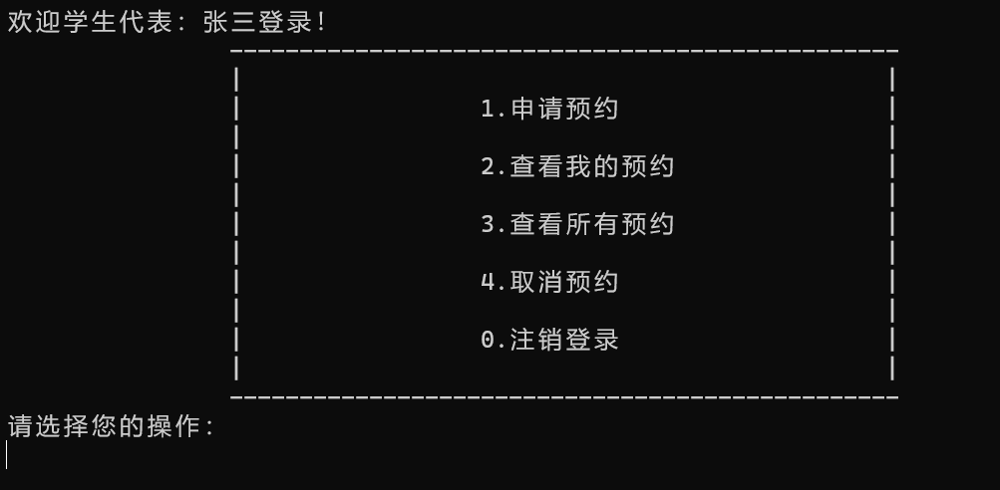 欢迎学生代表：张三登录！
1.申请预约
2.查看我的预约
3.查看所有预约
4.取消预约
0.注销登录
请选择您的操作：